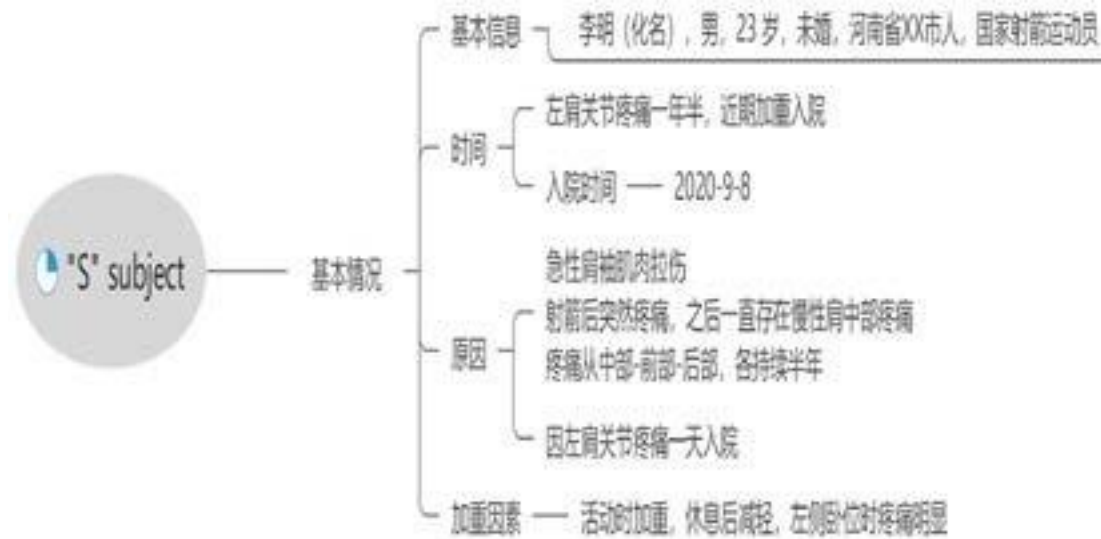 "S" subject
基本情况
基本信息
李明（化名），男，23岁，未婚，河南省XX市人，国家射箭运动员
时间
左肩关节疼痛一年半，近期加重入院
入院时间
2020-9-8
原因
急性肩袖肌肉拉伤
射箭后突然疼痛，之后一直存在慢性肩中部疼痛
疼痛从中部-前部-后部，各持续半年
因左肩关节疼痛一天入院
加重因素
活动时加重，休息后减轻，左侧卧位时疼痛明显